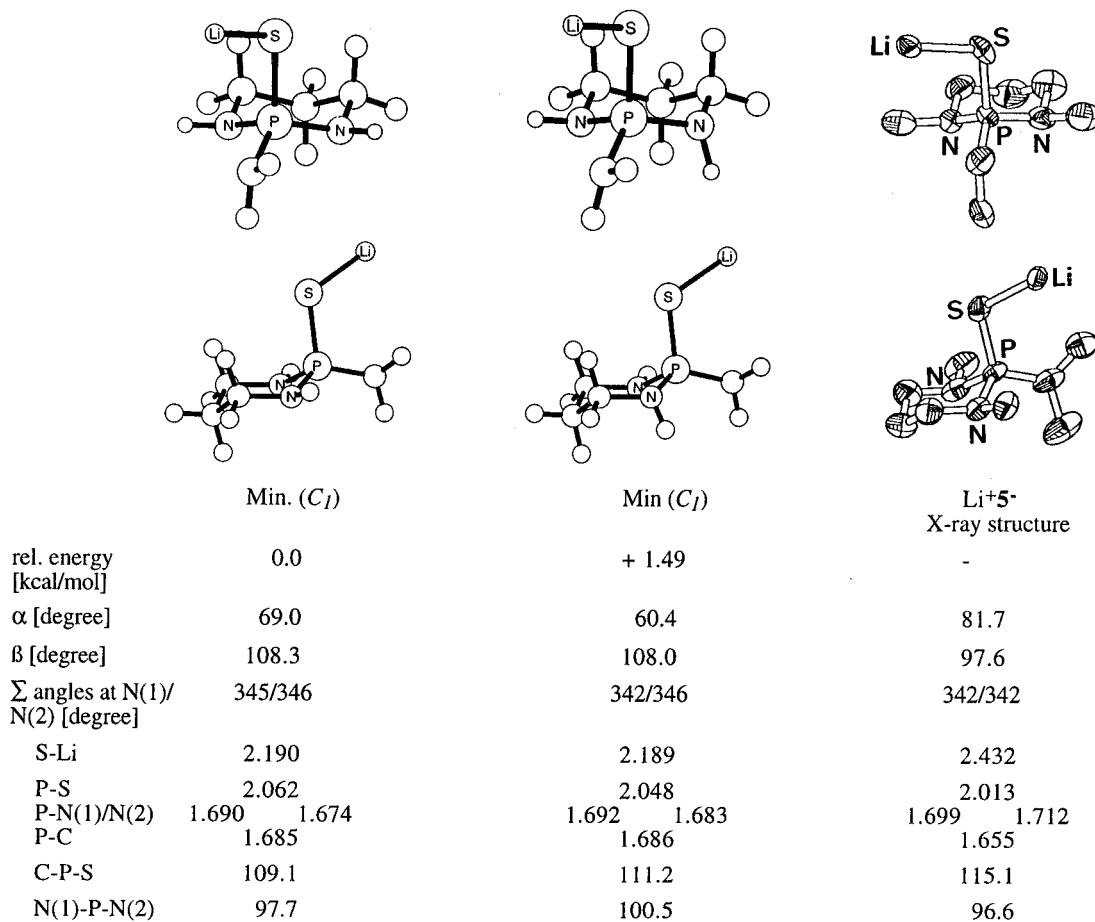 Li S
N P N
Li S
N P N
Li S
N P N
Li
S
P
N
N
Li
S
P
N
N
Li
S
P
N
N
Min. (C1) Min (C1) Li+5-
X-ray structure
rel. energy 0.0 + 1.49 -
[kcal/mol]
α [degree] 69.0 60.4 81.7
ß [degree] 108.3 108.0 97.6
Σ angles at N(1)/ 345/346 342/346 342/342
N(2) [degree]
S-Li 2.190 2.189 2.432
P-S 2.062 2.048 2.013
P-N(1)/N(2) 1.690 1.674 1.692 1.683 1.699 1.712
P-C 1.685 1.686 1.655
C-P-S 109.1 111.2 115.1
N(1)-P-N(2) 97.7 100.5 96.6